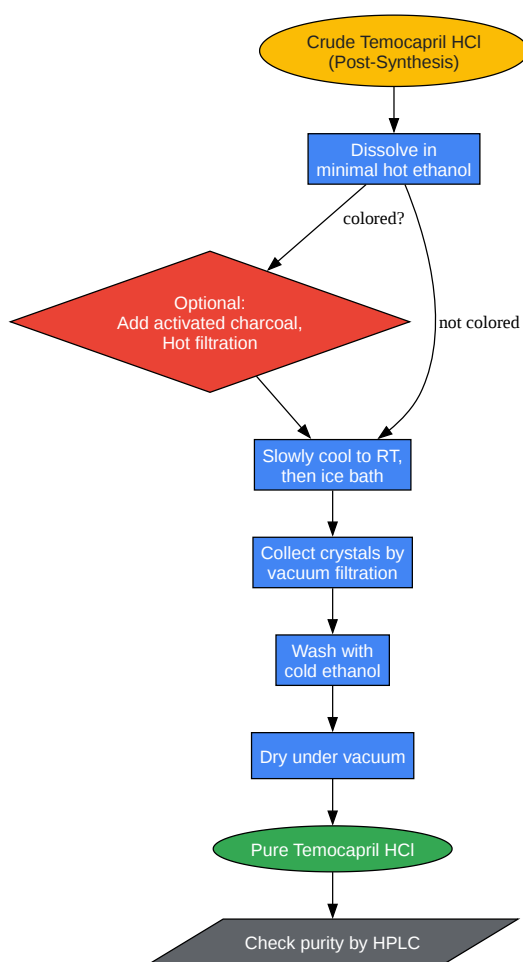 Crude Temocapril HCl
(Post-Synthesis)
Dissolve in
minimal hot ethanol
colored?
Optional:
Add activated charcoal,
Hot filtration
not colored
Slowly cool to RT,
then ice bath
Collect crystals by
vacuum filtration
Wash with
cold ethanol
Dry under vacuum
Pure Temocapril HCl
Check purity by HPLC